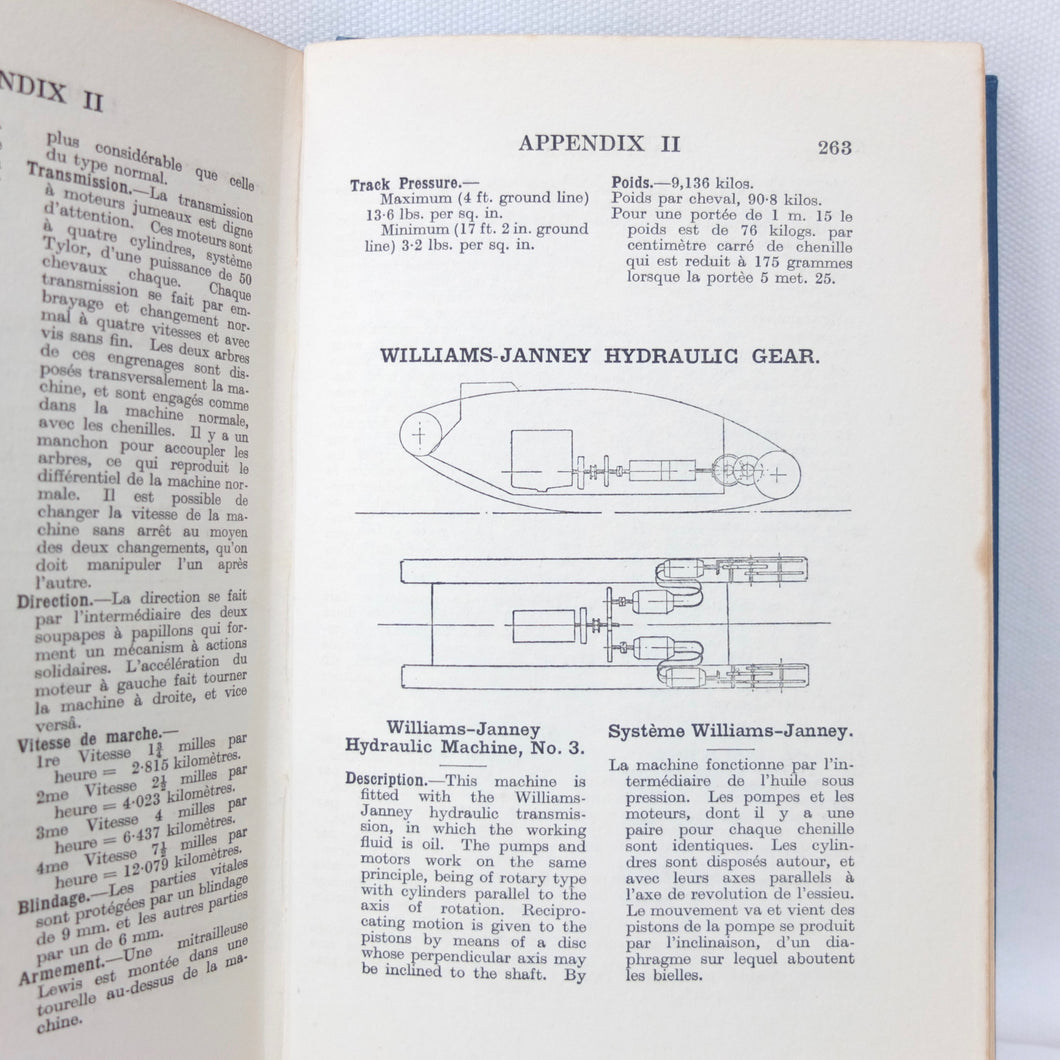 NDIX II
plus considérable que celle
du type normal.
Transmission.—La transmission
à moteurs jumeaux est digne
d'attention. Ces moteurs sont
à quatre cylindres, système
Tylor, d'une puissance de 50
chevaux chaque. Chaque
transmission se fait par em-
brayage et changement nor-
mal à quatre vitesses et avec
vis sans fin. Les deux arbres
de ces engrenages sont dis-
posés transversalement la ma-
chine, et sont engagés comme
dans la machine normale,
avec les chenilles. Il y a un
manchon pour accoupler les
arbres, ce qui reproduit le
différentiel de la machine nor-
male. Il est possible de
changer la vitesse de la ma-
chine sans arrêt au moyen
des deux changements, qu'on
doit manipuler l'un après
l'autre.
Direction.—La direction se fait
par l'intermédiaire des deux
soupapes à papillons qui for-
ment un mécanism à actions
solidaires. L'accélération du
moteur à gauche fait tourner
la machine à droite, et vice
versâ.
Vitesse de marche.—
1re Vitesse 1¾ milles par
heure = 2·815 kilomètres.
2me Vitesse 2½ milles par
heure = 4·023 kilomètres.
3me Vitesse 4 milles par
heure = 6·437 kilomètres.
4me Vitesse 7½ milles par
heure = 12·079 kilomètres.
Blindage.—Les parties vitales
sont protégées par un blindage
de 9 mm. et les autres parties
par un de 6 mm.
Armement.—Une mitrailleuse
Lewis est montée dans une
tourelle au-dessus de la ma-
chine.
APPENDIX II 263
Track Pressure.—
Maximum (4 ft. ground line)
13·6 lbs. per sq. in.
Minimum (17 ft. 2 in. ground
line) 3·2 lbs. per sq. in.
Poids.—9,136 kilos.
Poids par cheval, 90·8 kilos.
Pour une portée de 1 m. 15 le
poids est de 76 kilogs. par
centimètre carré de chenille
qui est reduit à 175 grammes
lorsque la portèe 5 met. 25.
WILLIAMS-JANNEY HYDRAULIC GEAR.
Williams–Janney
Hydraulic Machine, No. 3.
Description.—This machine is
fitted with the Williams-
Janney hydraulic transmis-
sion, in which the working
fluid is oil. The pumps and
motors work on the same
principle, being of rotary type
with cylinders parallel to the
axis of rotation. Recipro-
cating motion is given to the
pistons by means of a disc
whose perpendicular axis may
be inclined to the shaft. By
Système Williams–Janney.
La machine fonctionne par l'in-
termédiaire de l'huile sous
pression. Les pompes et les
moteurs, dont il y a une
paire pour chaque chenille
sont identiques. Les cylin-
dres sont disposés autour, et
avec leurs axes parallels à
l'axe de revolution de l'essieu.
Le mouvement va et vient des
pistons de la pompe se produit
par l'inclinaison, d'un dia-
phragme sur lequel aboutent
les bielles.